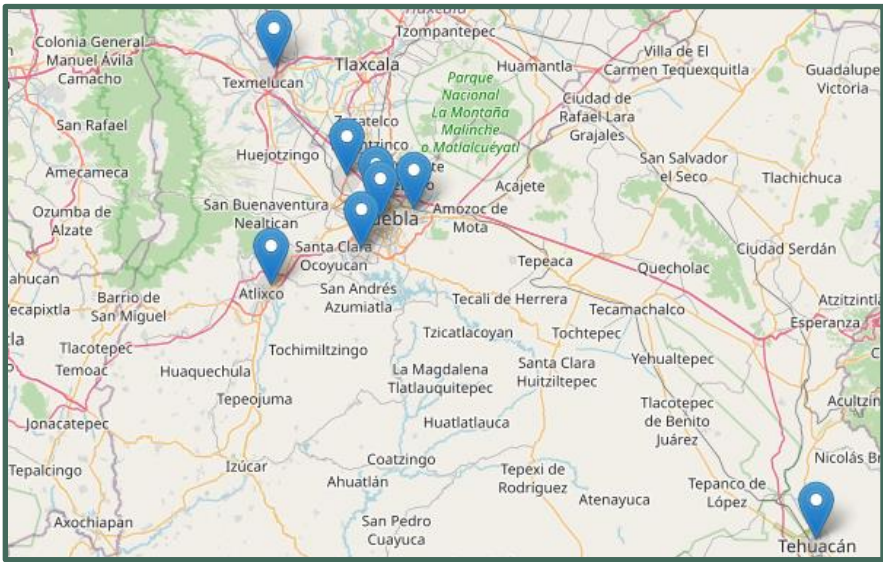 Tlaxcala
Tzompantepec
Colonia General
Manuel Ávila
Camacho
Texmelucan
Tlaxcala
Huamantla
Villa de El
Carmen Tequexquitla
Guadalupe
Victoria
Parque
Nacional
La Montaña
Malinche
o Matlalcuéyatl
Ciudad de
Rafael Lara
Grajales
San Rafael
Huejotzingo
Amecameca
San Salvador
el Seco
Tlachichuca
Acajete
San Buenaventura
Nealtican
Ozumba de
Alzate
Amozoc de
Mota
Santa Clara
Ocoyucan
Ciudad Serdán
Tepeaca
Quecholac
Atlixco
San Andrés
Azumiatla
Barrio de
San Miguel
Tecali de Herrera
Tecamachalco
Esperanza
Tlacotepec
Temoac
Tochimiltzingo
Tzicatlacoyan
Tochtepec
Huaquechula
La Magdalena
Tlatlauquitepec
Santa Clara
Huitziltepec
Yehualtepec
Tepeojuma
Tlacotepec
de Benito
Juárez
Jonacatepec
Huatlatlauca
Tepalcingo
Izúcar
Coatzingo
Ahuatlán
Tepexi de
Rodríguez
Atenayuca
Tepanco de
López
Nicolás
Axochiapan
San Pedro
Cuayuca
Tehuacán